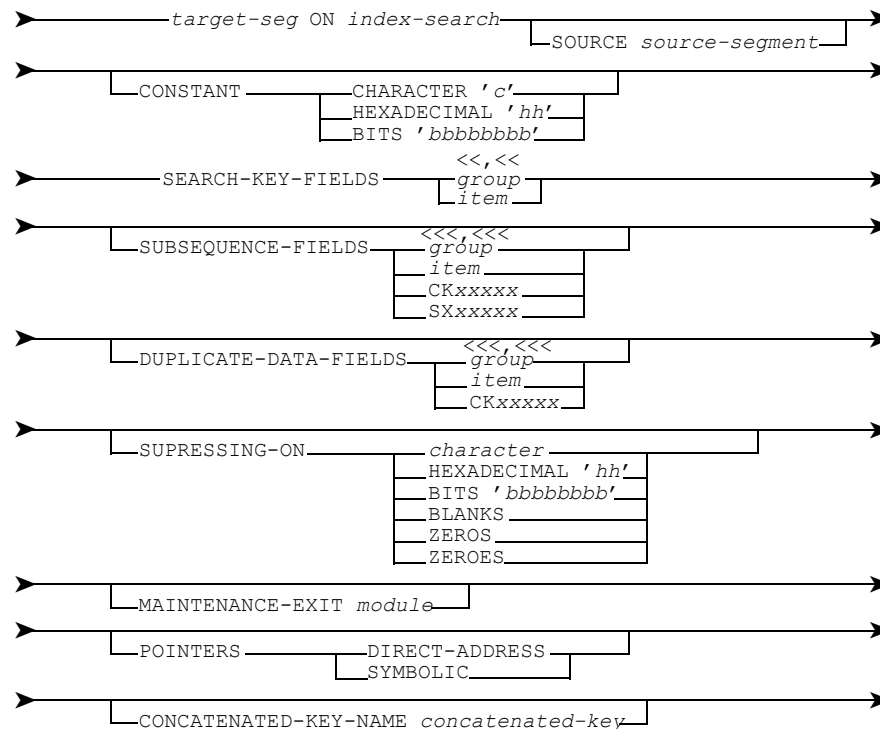 target-seg ON index-search
SOURCE source-segment
CONSTANT CHARACTER 'c'
HEXADECIMAL 'hh'
BITS 'bbbbbbbb'
<<,<<
SEARCH-KEY-FIELDS group
item
<<<,<<<
SUBSEQUENCE-FIELDS group
item
CKxxxxx
SXxxxxx
<<<,<<<
DUPLICATE-DATA-FIELDS group
item
CKxxxxx
SUPRESSING-ON character
HEXADECIMAL 'hh'
BITS 'bbbbbbbb'
BLANKS
ZEROS
ZEROES
MAINTENANCE-EXIT module
POINTERS DIRECT-ADDRESS
SYMBOLIC
CONCATENATED-KEY-NAME concatenated-key